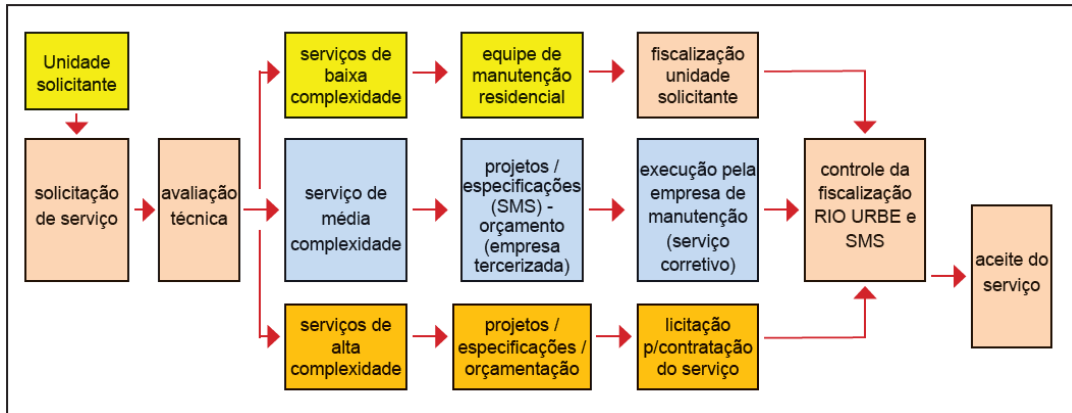 Unidade
solicitante
solicitação
de serviço
avaliação
técnica
serviços de
baixa
complexidade
equipe de
manutenção
residencial
fiscalização
unidade
solicitante
serviço de
média
complexidade
projetos /
especificações
(SMS) -
orçamento
(empresa
tercerizada)
execução pela
empresa de
manutenção
(serviço
corretivo)
serviços de
alta
complexidade
projetos /
especificações /
orçamentação
licitação
p/contratação
do serviço
controle da
fiscalização
RIO URBE e
SMS
aceite do
serviço